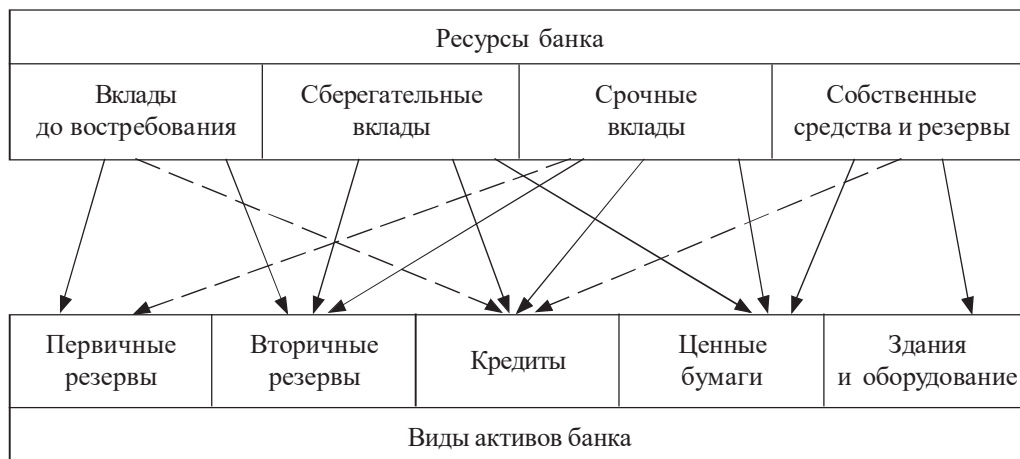 Ресурсы банка
Вклады
до востребования
Сберегательные
вклады
Срочные
вклады
Собственные
средства и резервы
Первичные
резервы
Вторичные
резервы
Кредиты
Ценные
бумаги
Здания
и оборудование
Виды активов банка